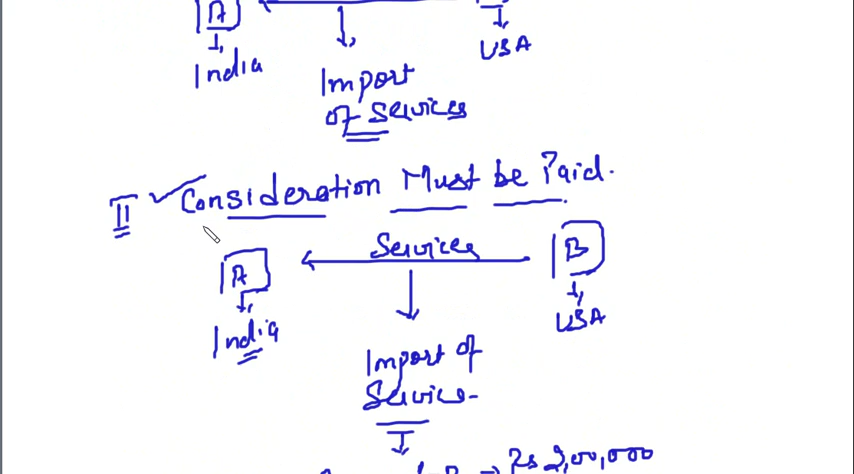 A
India
USA
Import
of Services
II Consideration Must be Paid.
A Services B
India
USA
Import of
Service-
→ Rs 2,00,000